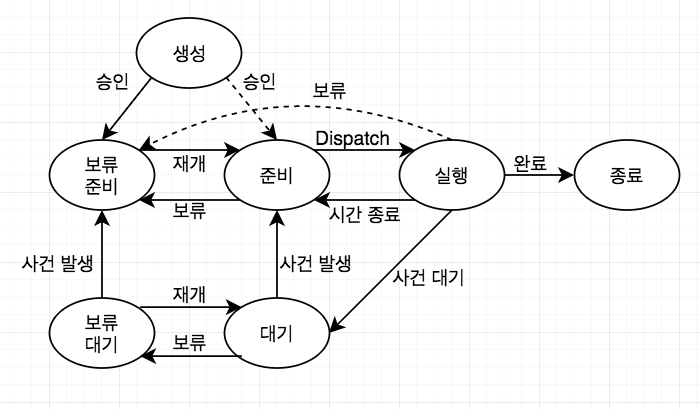 생성
승인
승인
보류
보류
준비
재개
보류
준비
Dispatch
시간 종료
실행
완료
종료
사건 발생
사건 발생
사건 대기
보류
대기
재개
보류
대기